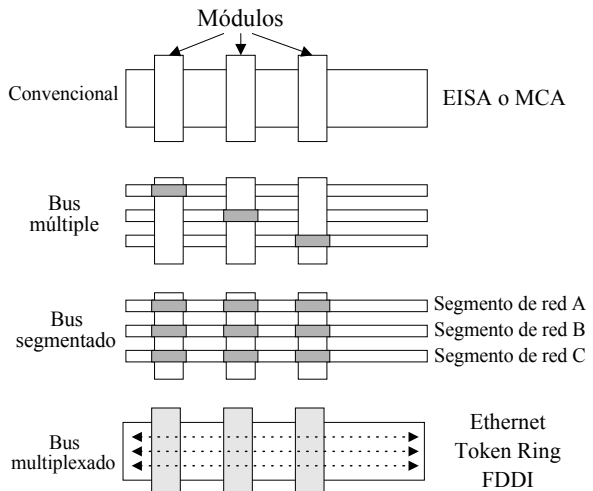 Módulos
Convencional
EISA o MCA
Bus
múltiple
Bus
segmentado
Segmento de red A
Segmento de red B
Segmento de red C
Bus
multiplexado
Ethernet
Token Ring
FDDI